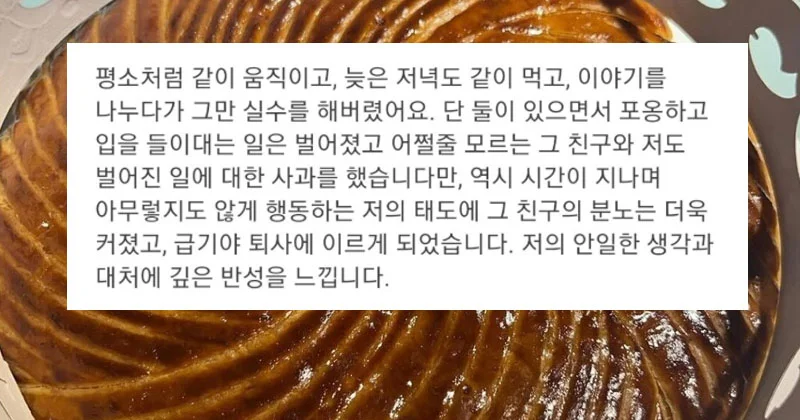 평소처럼 같이 움직이고, 늦은 저녁도 같이 먹고, 이야기를
나누다가 그만 실수를 해버렸어요. 단 둘이 있으면서 포옹하고
입을 들이대는 일은 벌어졌고 어쩔줄 모르는 그 친구와 저도
벌어진 일에 대한 사과를 했습니다만, 역시 시간이 지나며
아무렇지도 않게 행동하는 저의 태도에 그 친구의 분노는 더욱
커졌고, 급기야 퇴사에 이르게 되었습니다. 저의 안일한 생각과
대처에 깊은 반성을 느낍니다.